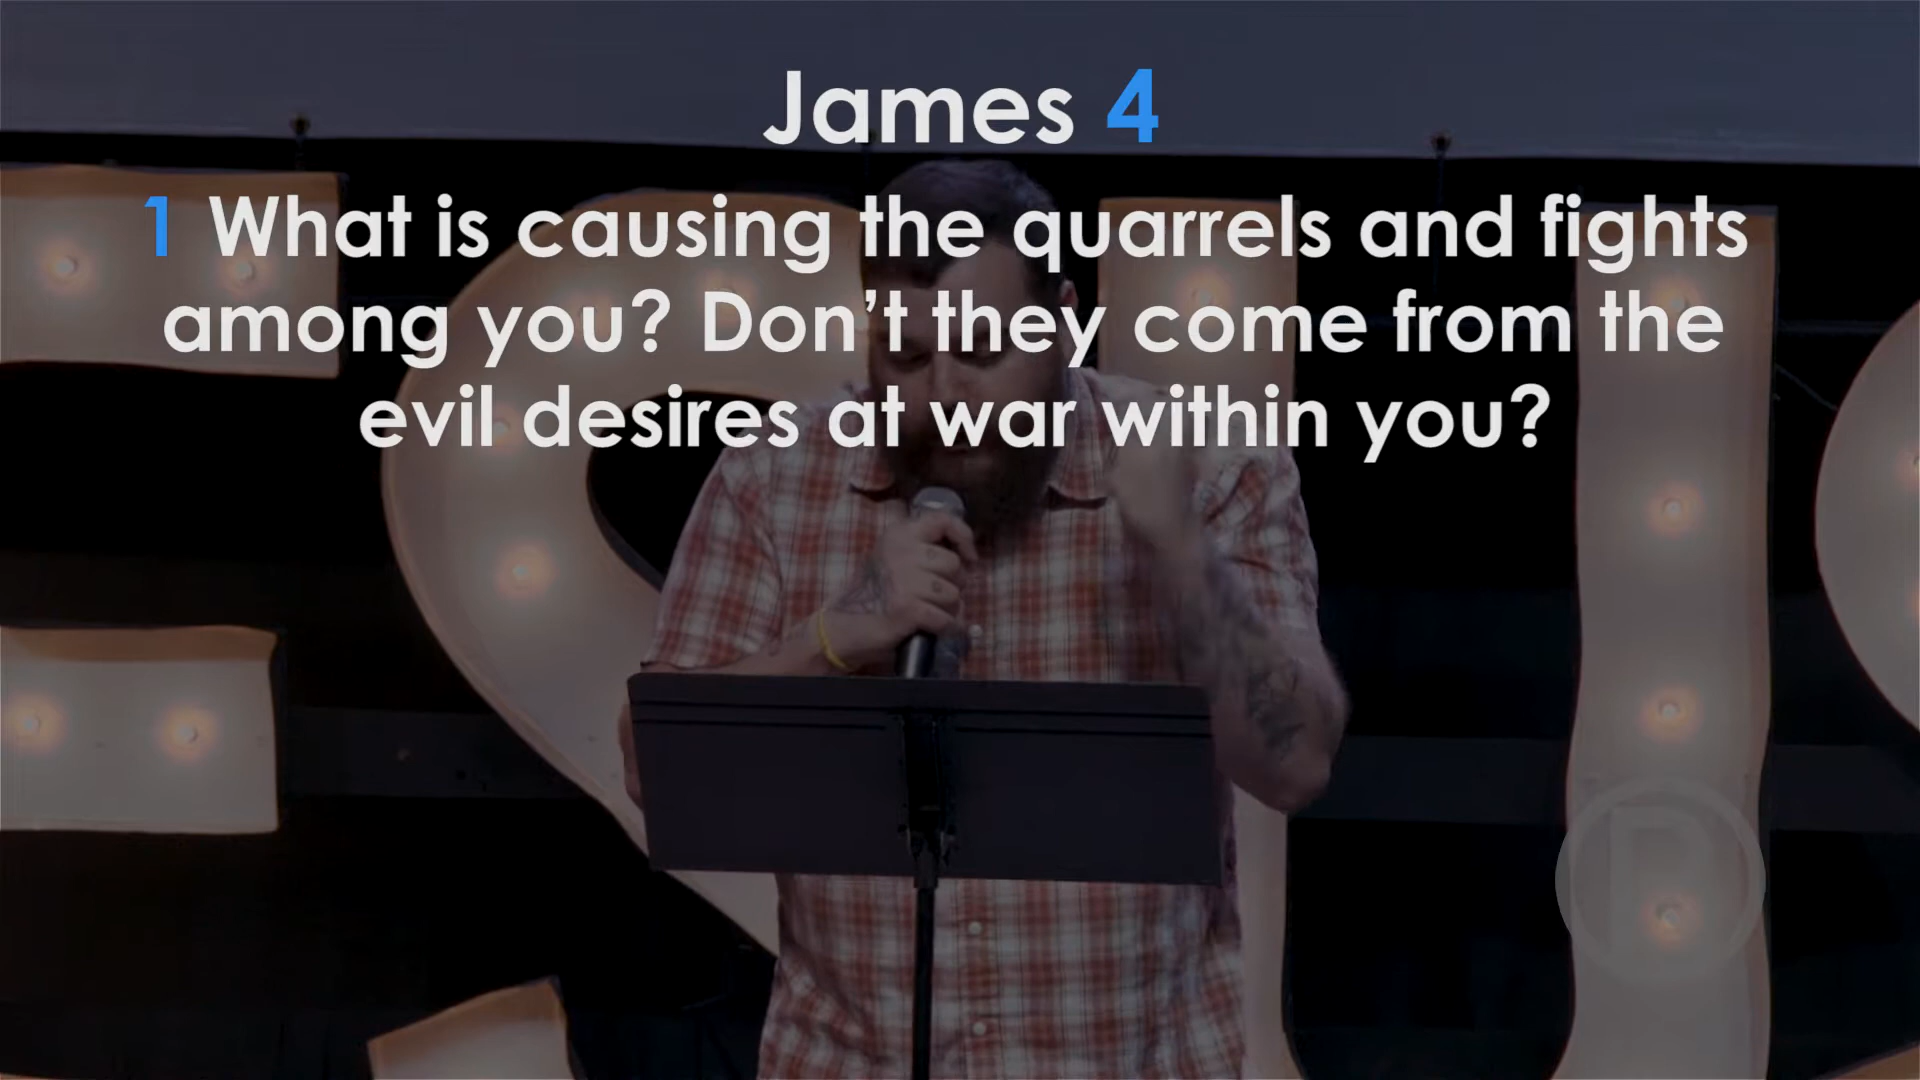 James 4
1 What is causing the quarrels and fights
among you? Don't they come from the
evil desires at war within you?